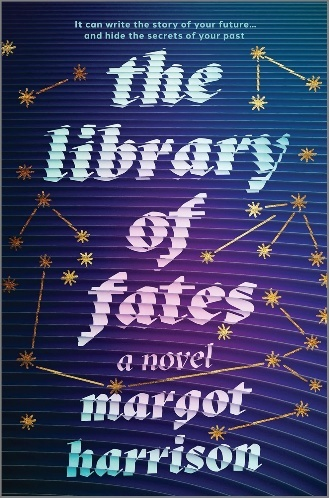 It can write the story of your future...
and hide the secrets of your past
the
library
of
fates
a novel
margot
harrison